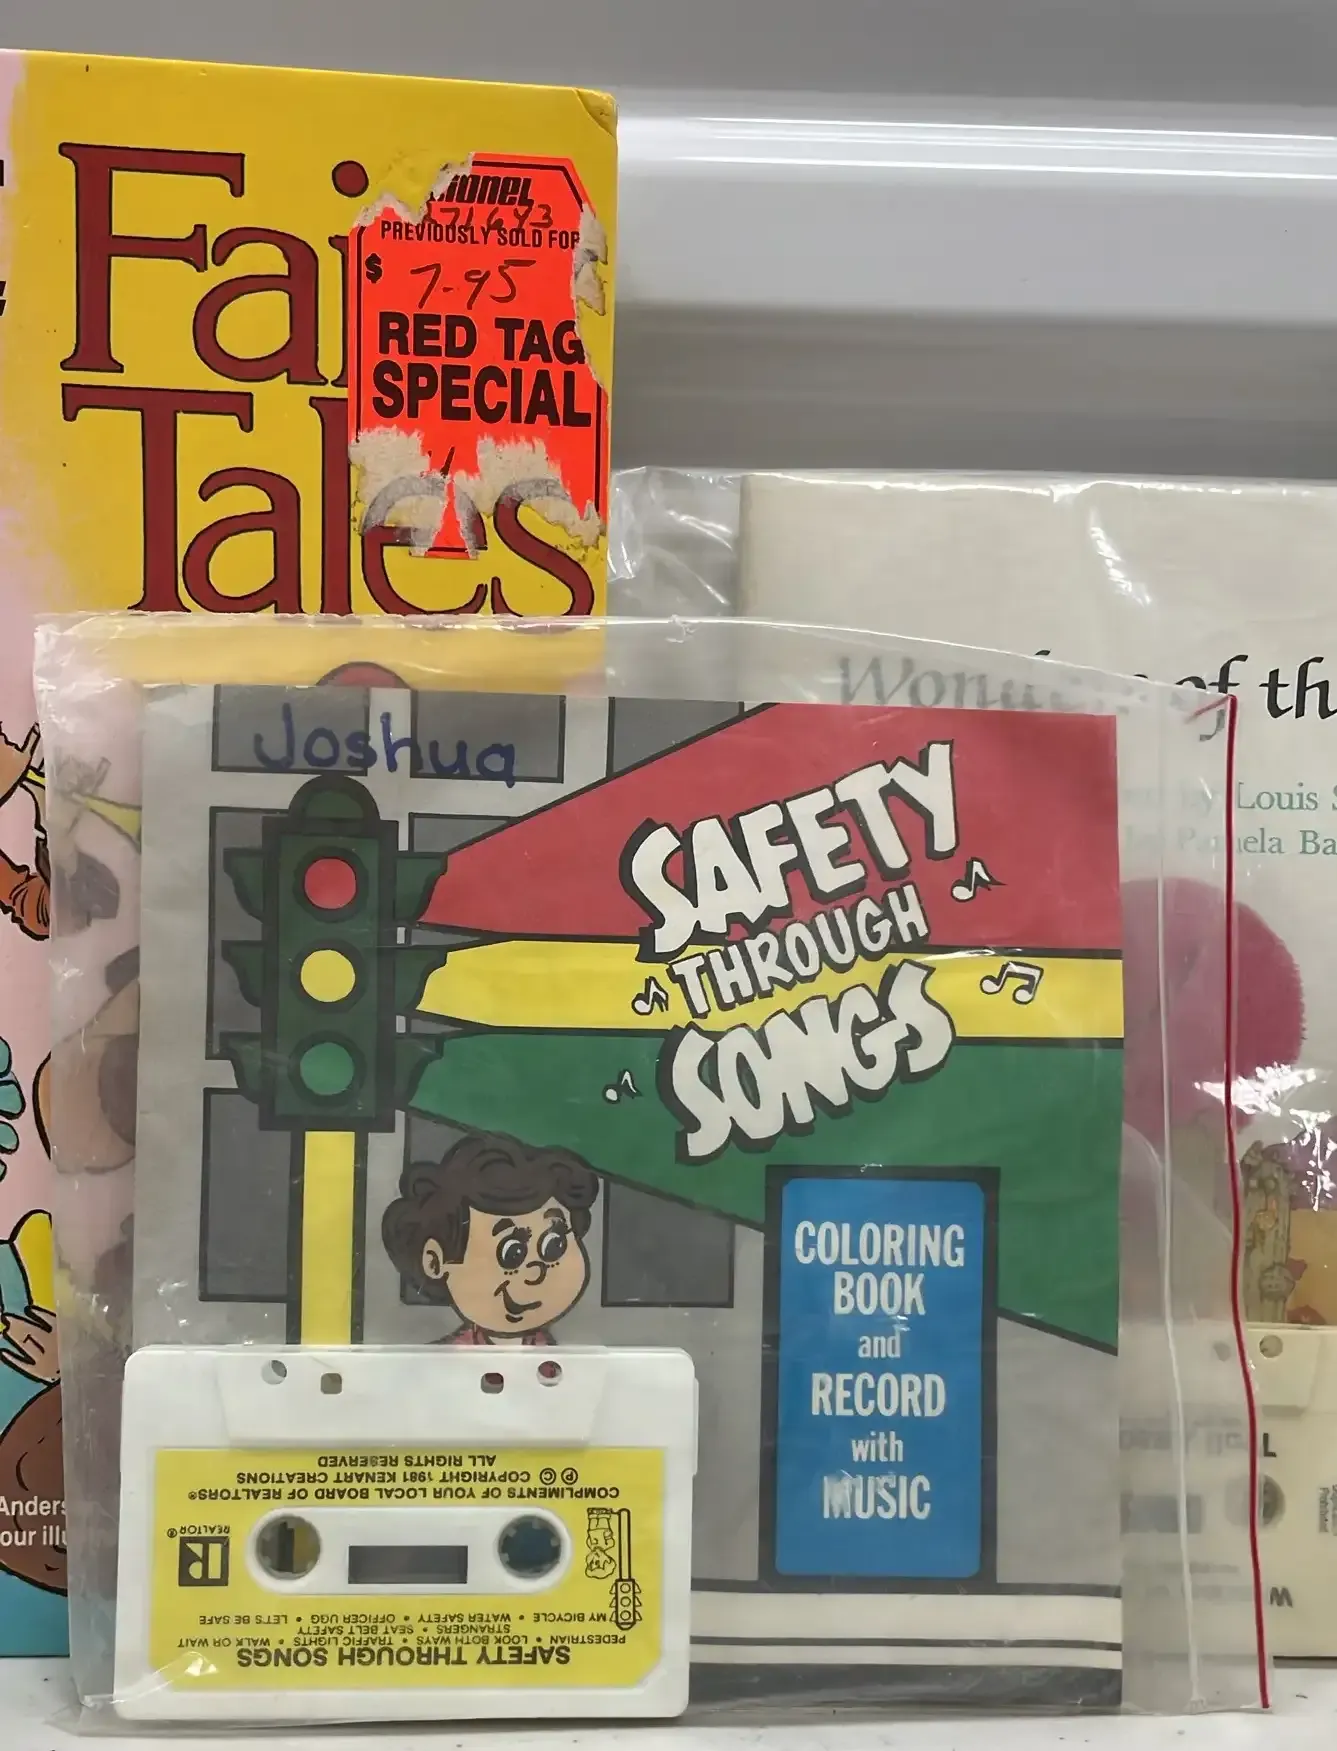 Fai
Tales
Lionel
PREVIOUSLY SOLD FOR
$ 7.95
RED TAG
SPECIAL
Wonders of th
Louis
Pamela Ba
Joshua
SAFETY
THROUGH
SONGS
COLORING
BOOK
and
RECORD
with
MUSIC
Anders
our illu
SAFETY THROUGH SONGS
PEDESTRIAN • LOOK BOTH WAYS • TRAFFIC LIGHTS • WALK OR WAIT
STRANGERS • SEAT BELT SAFETY
MY BICYCLE • WATER SAFETY • OFFICER UGG • LET'S BE SAFE
R
REALTOR®
COMPLIMENTS OF YOUR LOCAL BOARD OF REALTORS®
℗ © COPYRIGHT 1981 KENART CREATIONS
ALL RIGHTS RESERVED